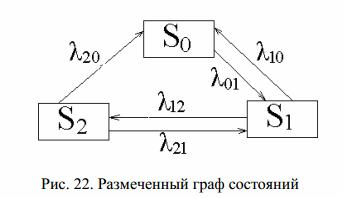 S₀
λ₂₀
λ₁₀
λ₀₁
λ₁₂
S₂
S₁
λ₂₁
Рис. 22. Размеченный граф состояний